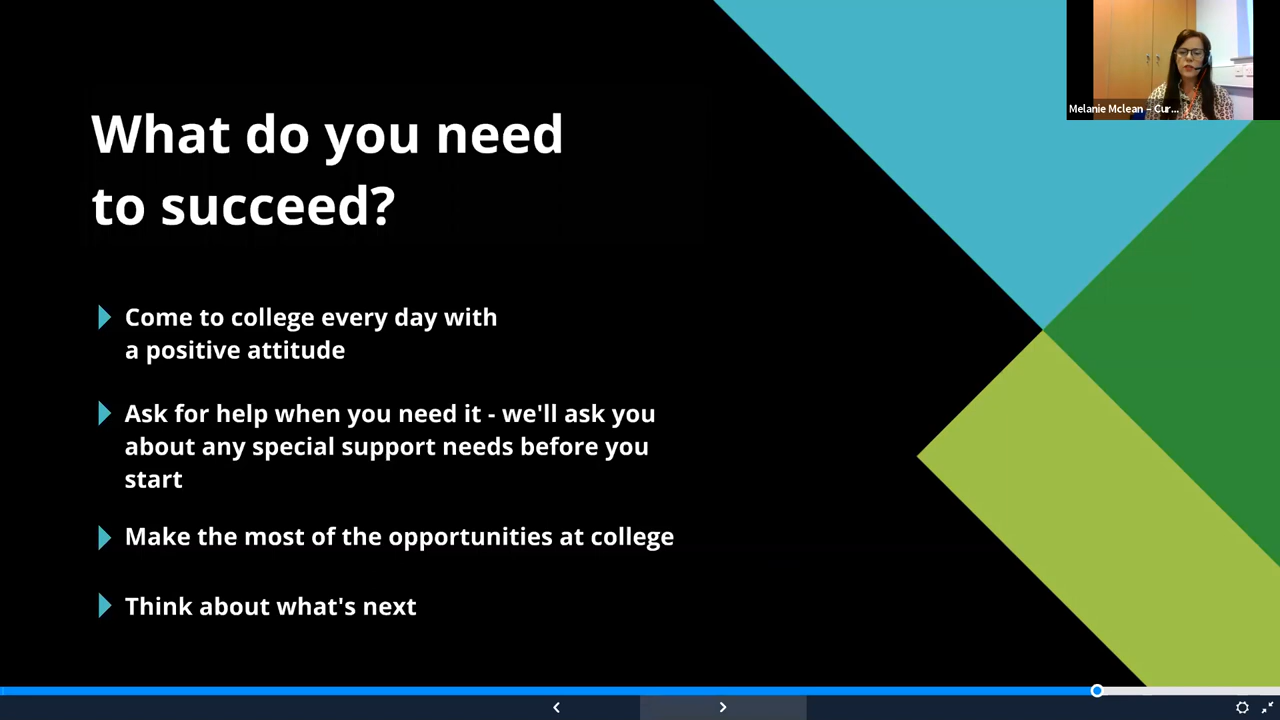 What do you need
to succeed?
Come to college every day with
a positive attitude
Ask for help when you need it - we'll ask you
about any special support needs before you
start
Make the most of the opportunities at college
Think about what's next
Melanie Mclean – Cur...